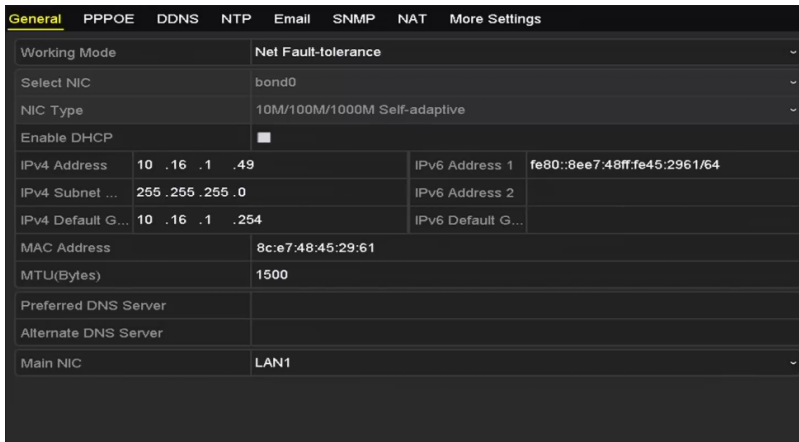 General PPPOE DDNS NTP Email SNMP NAT More Settings
Working Mode Net Fault-tolerance
Select NIC bond0
NIC Type 10M/100M/1000M Self-adaptive
Enable DHCP
IPv4 Address 10 .16 .1 .49 IPv6 Address 1 fe80::8ee7:48ff:fe45:2961/64
IPv4 Subnet ... 255.255.255.0 IPv6 Address 2
IPv4 Default G... 10 .16 .1 .254 IPv6 Default G...
MAC Address 8c:e7:48:45:29:61
MTU(Bytes) 1500
Preferred DNS Server
Alternate DNS Server
Main NIC LAN1